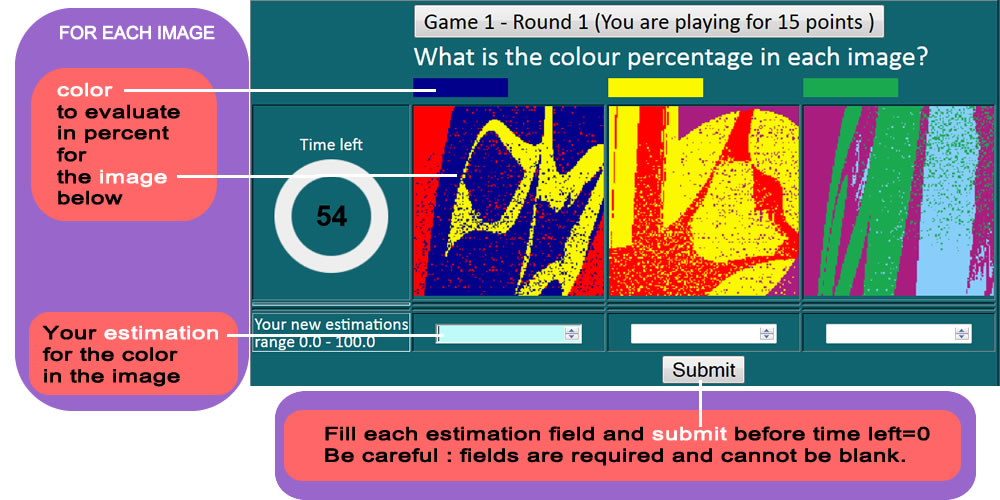 FOR EACH IMAGE
color
to evaluate
in percent
for
the image
below
Game 1 - Round 1 (You are playing for 15 points )
What is the colour percentage in each image?
Time left
54
Your estimation
for the color
in the image
Your new estimations
range 0.0 - 100.0
Submit
Fill each estimation field and submit before time left=0
Be careful : fields are required and cannot be blank.